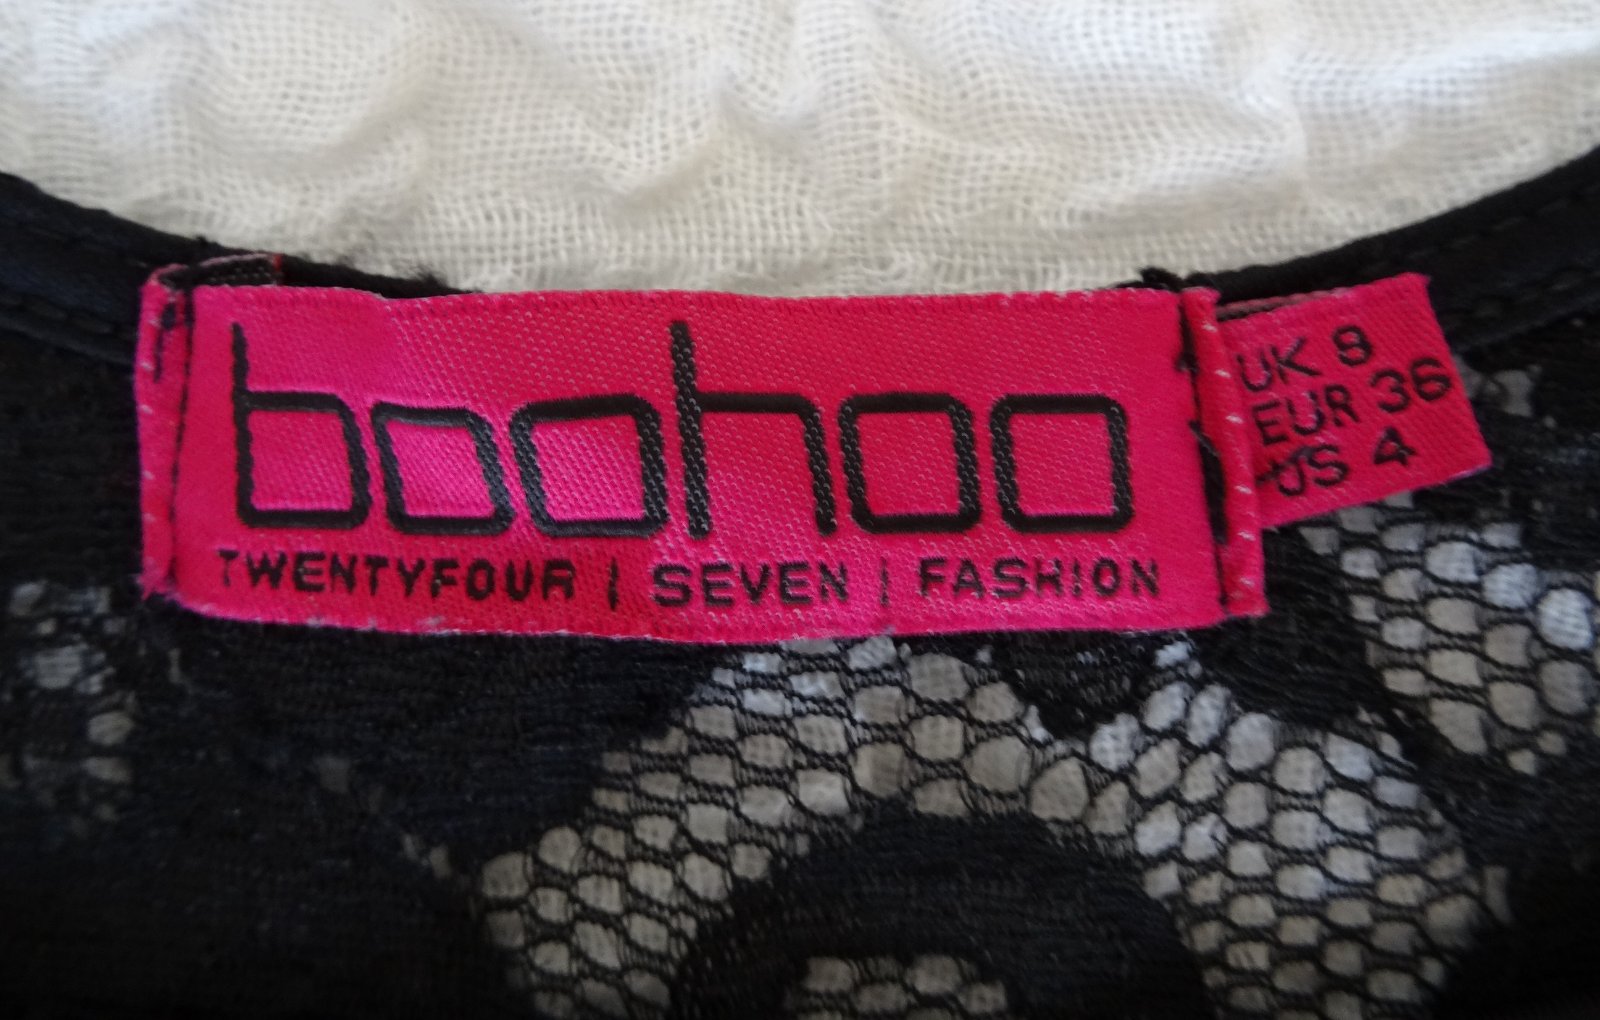 boohoo
TWENTYFOUR | SEVEN | FASHION
UK 8
EUR 36
US 4